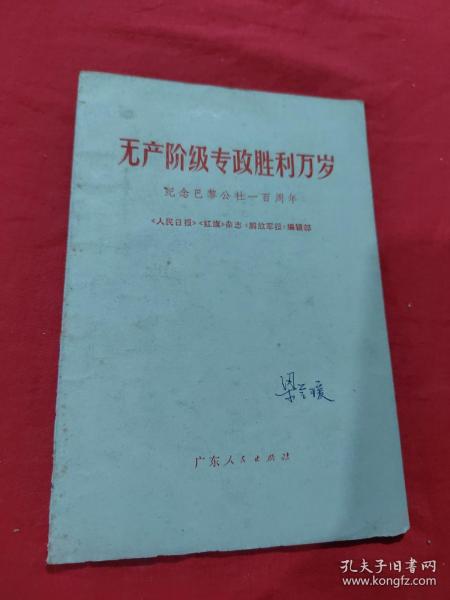 无产阶级专政胜利万岁
纪念巴黎公社一百周年
《人民日报》《红旗》杂志《解放军报》编辑部
广东人民出版社
孔夫子旧书网
www.kongfz.com